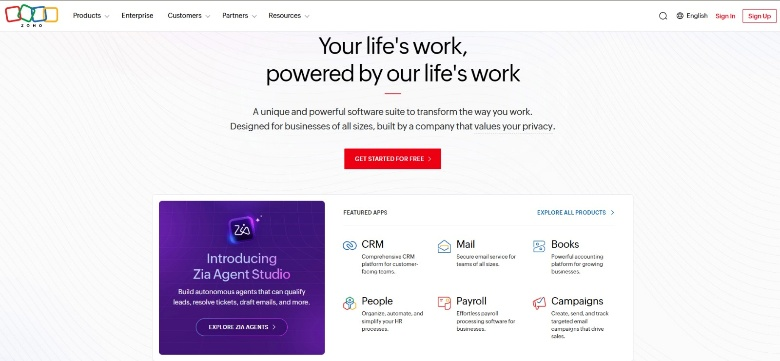 ZOHO
Products Enterprise Customers Partners Resources English Sign In Sign Up
Your life's work,
powered by our life's work
A unique and powerful software suite to transform the way you work.
Designed for businesses of all sizes, built by a company that values your privacy.
GET STARTED FOR FREE
Zia
Introducing
Zia Agent Studio
Build autonomous agents that can qualify
leads, resolve tickets, draft emails, and more.
EXPLORE ZIA AGENTS
FEATURED APPS EXPLORE ALL PRODUCTS
CRM
Comprehensive CRM
platform for customer-
facing teams.
Mail
Secure email service for
teams of all sizes.
Books
Powerful accounting
platform for growing
businesses.
People
Organize, automate, and
simplify your HR
processes.
Payroll
Effortless payroll
processing software for
businesses.
Campaigns
Create, send, and track
targeted email
campaigns that drive
sales.